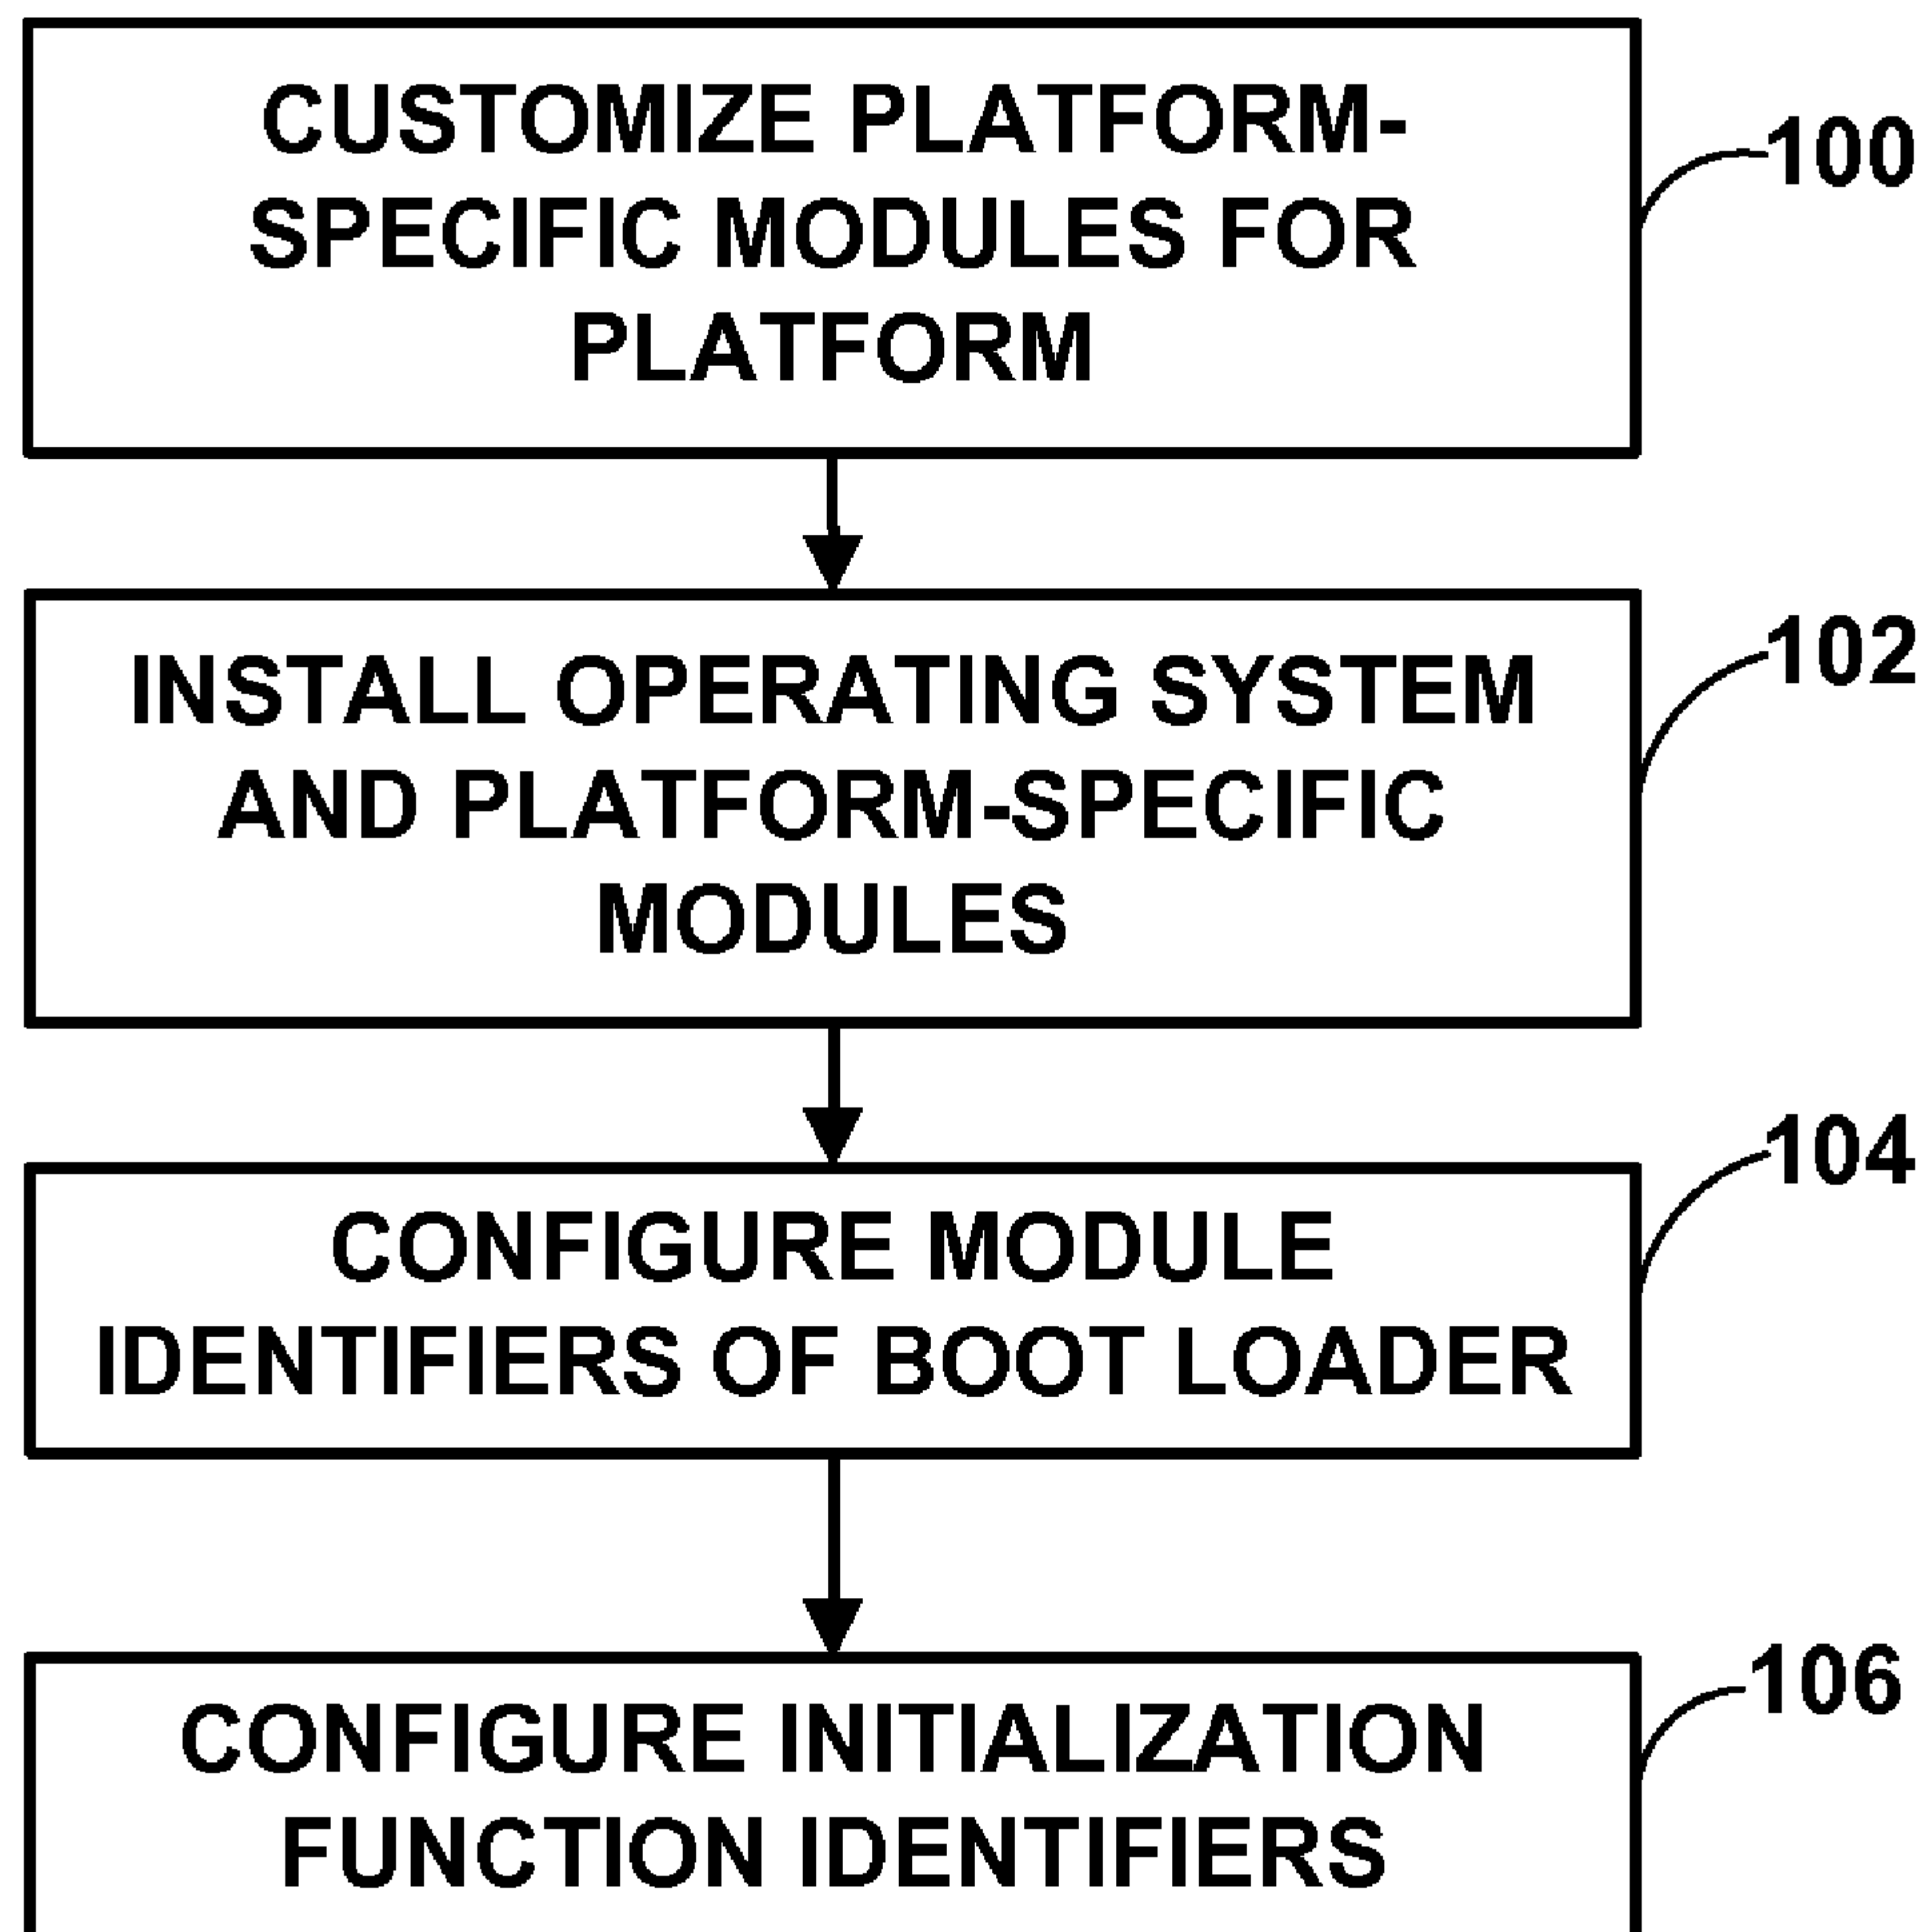 CUSTOMIZE PLATFORM-
SPECIFIC MODULES FOR
PLATFORM
100
INSTALL OPERATING SYSTEM
AND PLATFORM-SPECIFIC
MODULES
102
CONFIGURE MODULE
IDENTIFIERS OF BOOT LOADER
104
CONFIGURE INITIALIZATION
FUNCTION IDENTIFIERS
106